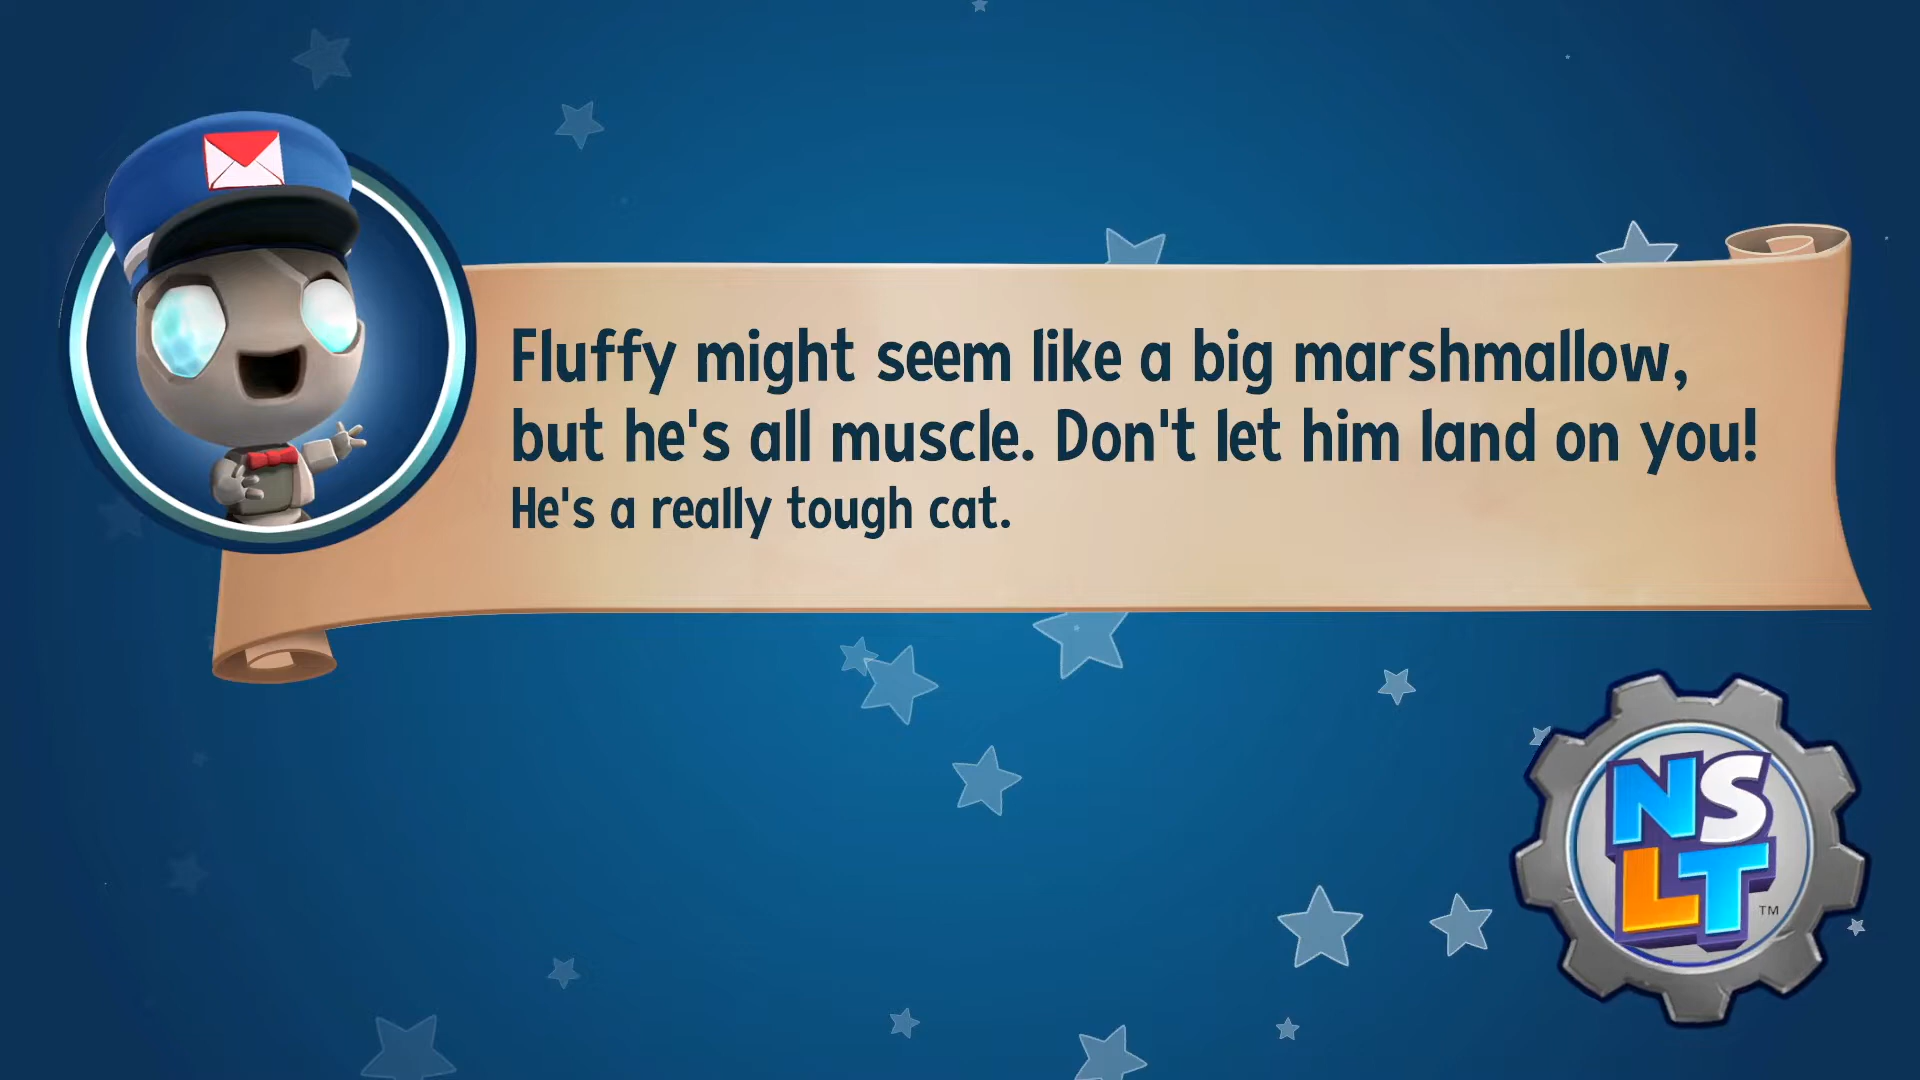 Fluffy might seem like a big marshmallow,
but he's all muscle. Don't let him land on you!
He's a really tough cat.
NS
LT
TM